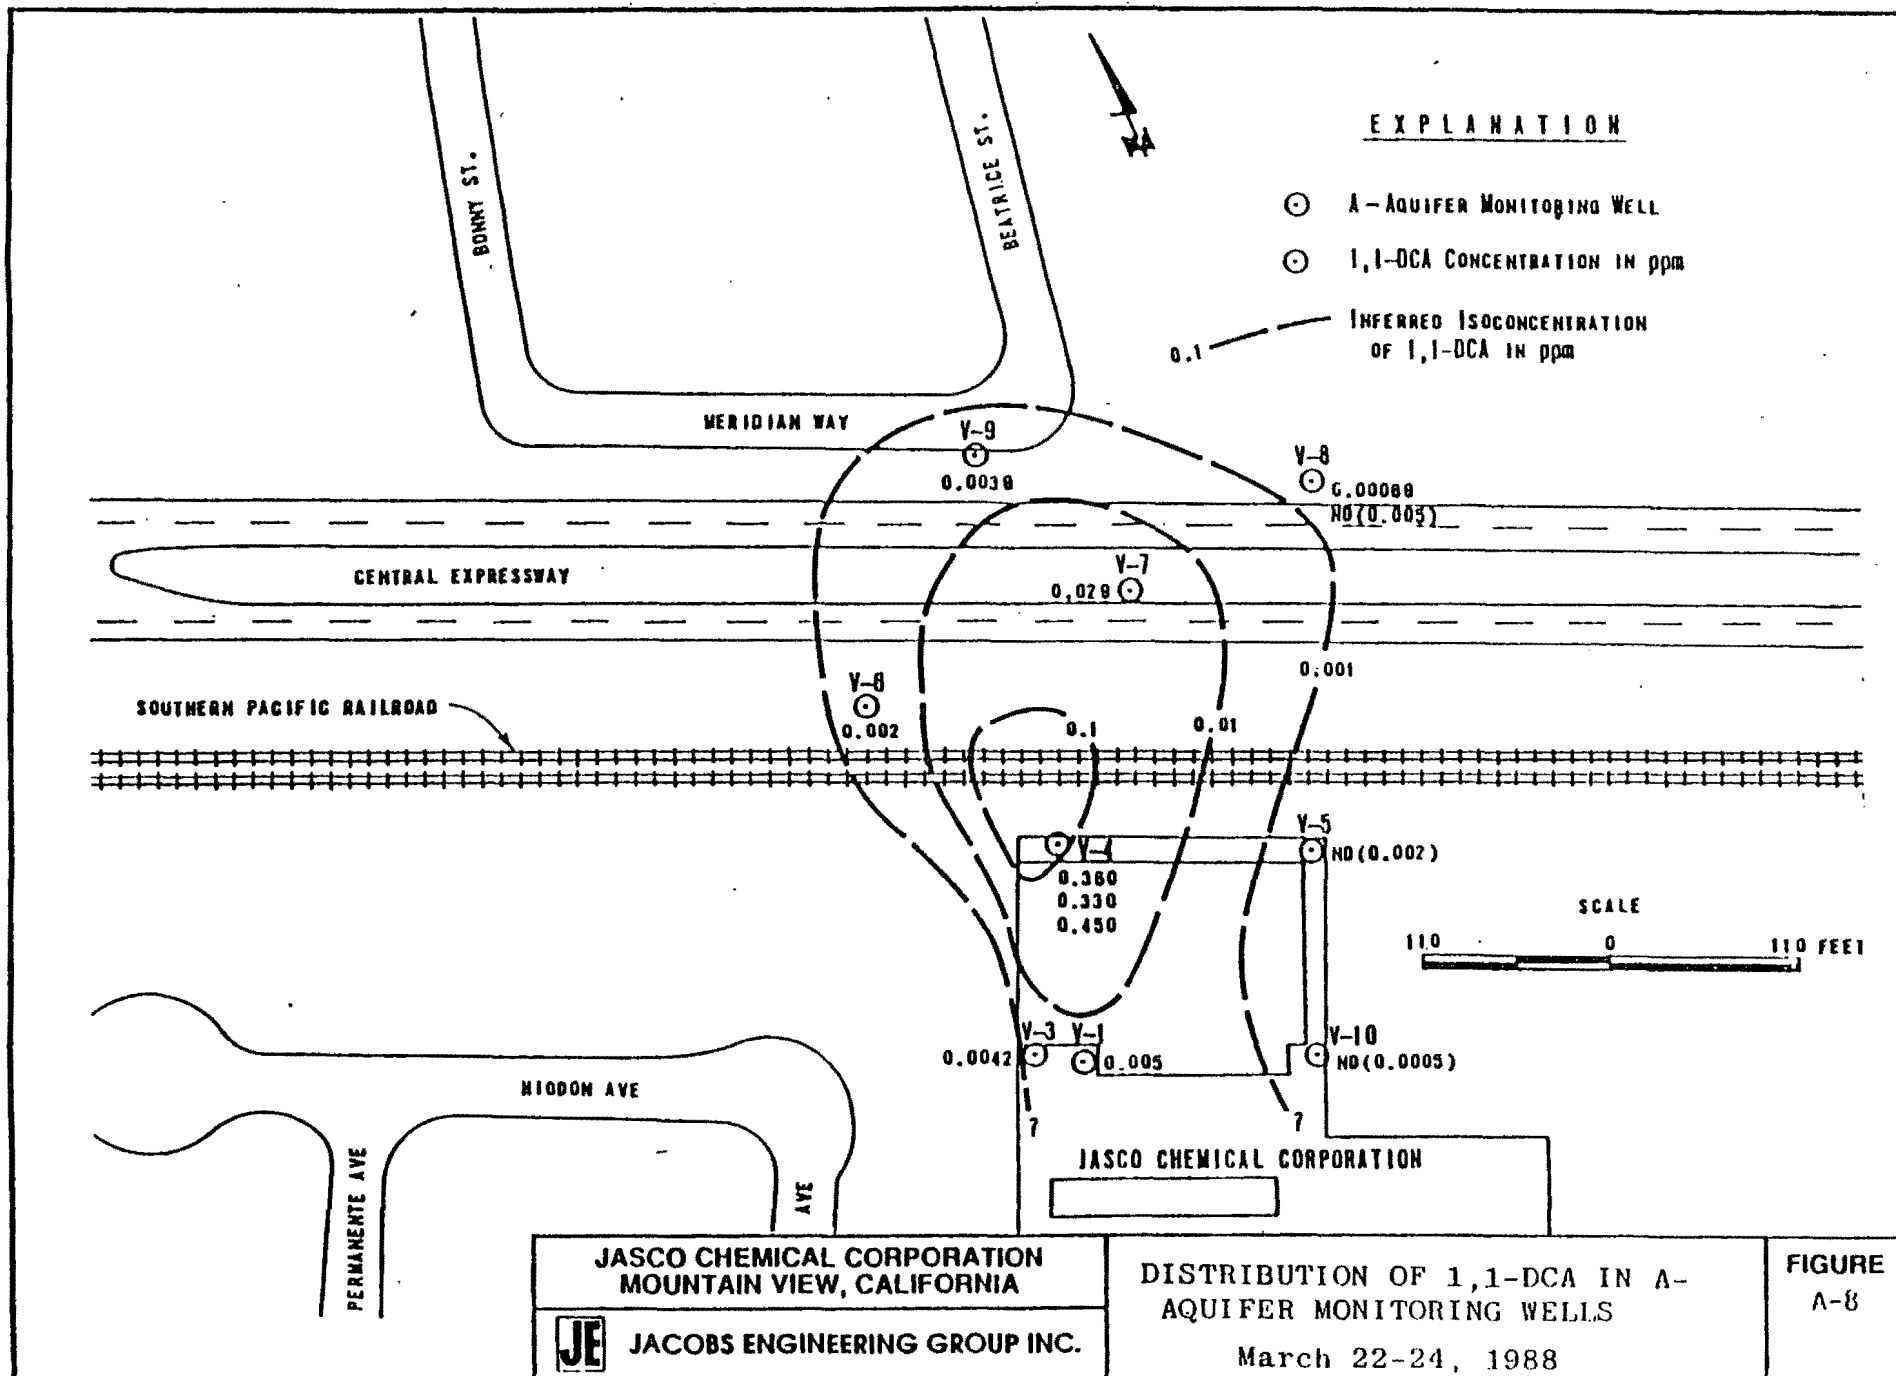 BONNY ST.
BEATRICE ST.
EXPLANATION
A-AQUIFER MONITORING WELL
1,1-DCA CONCENTRATION IN ppm
0.1
INFERRED ISOCONCENTRATION
OF 1,1-DCA IN ppm
MERIDIAN WAY
V-9
0.0039
V-8
0.00069
ND(0.005)
CENTRAL EXPRESSWAY
V-7
0.029
0.001
SOUTHERN PACIFIC RAILROAD
V-6
0.002
0.1
0.01
V-4
0.360
0.330
0.450
V-5
ND(0.002)
SCALE
110 0 110 FEET
V-3
0.0042
V-1
0.005
V-10
ND(0.0005)
?
?
PERMANENTE AVE
AVE
JASCO CHEMICAL CORPORATION
JASCO CHEMICAL CORPORATION
MOUNTAIN VIEW, CALIFORNIA
JE JACOBS ENGINEERING GROUP INC.
DISTRIBUTION OF 1,1-DCA IN A-
AQUIFER MONITORING WELLS
March 22-24, 1988
FIGURE
A-8